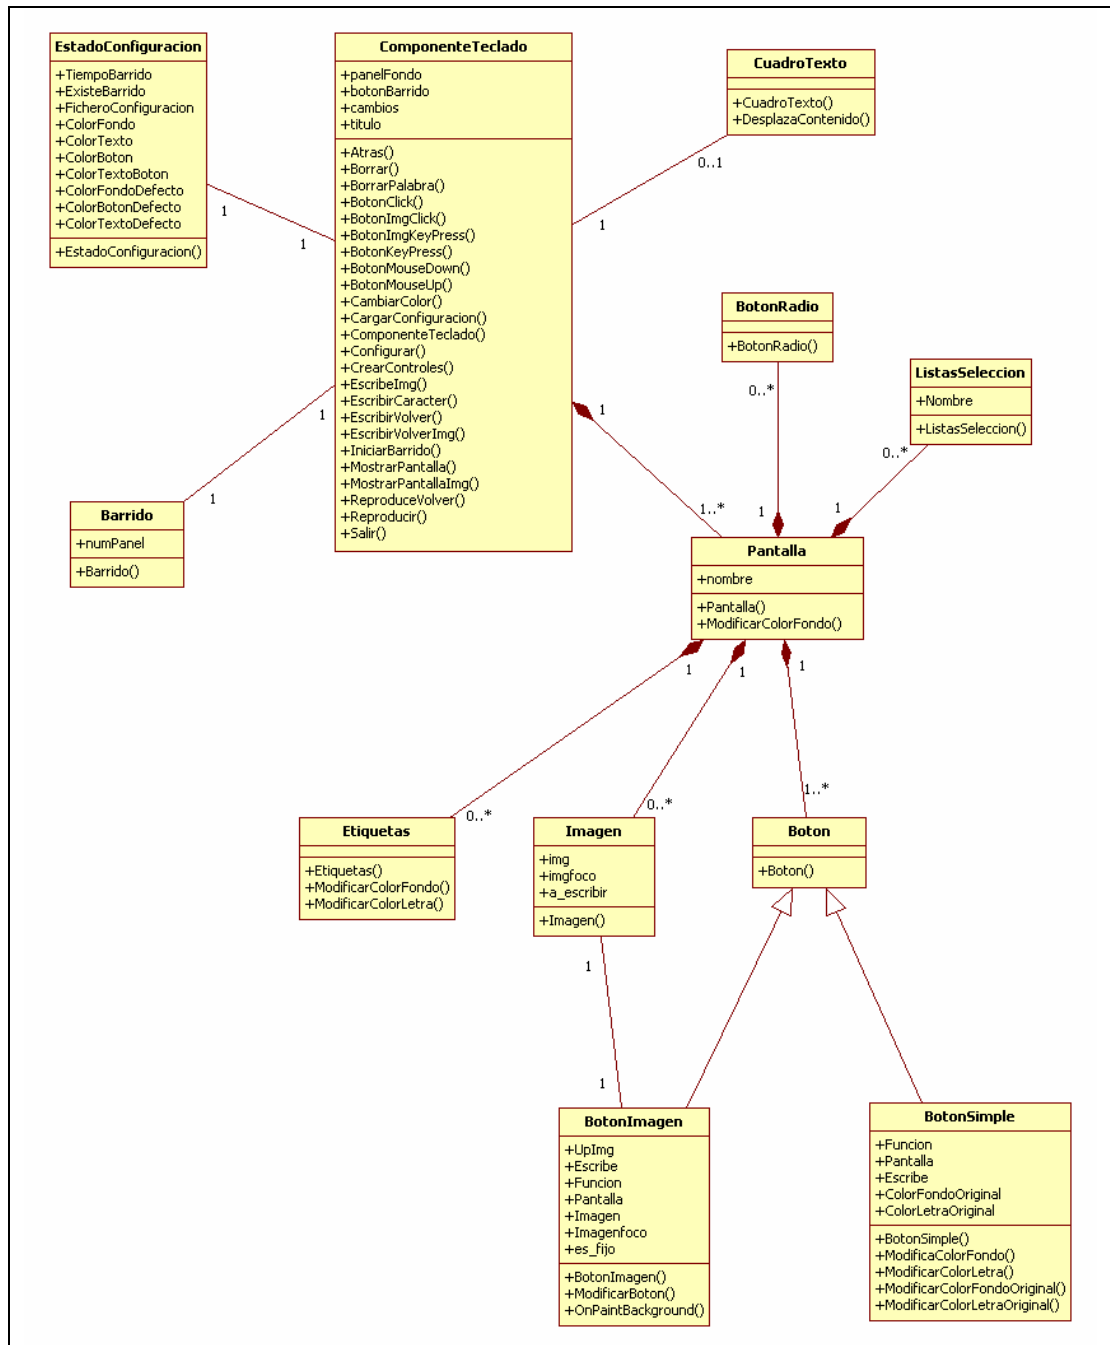 EstadoConfiguracion
+TiempoBarrido
+ExisteBarrido
+FicheroConfiguracion
+ColorFondo
+ColorTexto
+ColorBoton
+ColorTextoBoton
+ColorFondoDefecto
+ColorBotonDefecto
+ColorTextoDefecto
+EstadoConfiguracion()
1
1
ComponenteTeclado
+panelFondo
+botonBarrido
+cambios
+titulo
+Atras()
+Borrar()
+BorrarPalabra()
+BotonClick()
+BotonImgClick()
+BotonImgKeyPress()
+BotonKeyPress()
+BotonMouseDown()
+BotonMouseUp()
+CambiarColor()
+CargarConfiguracion()
+ComponenteTeclado()
+Configurar()
+CrearControles()
+EscribeImg()
+EscribirCaracter()
+EscribirVolver()
+EscribirVolverImg()
+IniciarBarrido()
+MostrarPantalla()
+MostrarPantallaImg()
+ReproduceVolver()
+Reproducir()
+Salir()
CuadroTexto
+CuadroTexto()
+DesplazaContenido()
0..1
1
BotonRadio
+BotonRadio()
0..*
1
ListasSeleccion
+Nombre
+ListasSeleccion()
0..*
1
1
1
Barrido
+numPanel
+Barrido()
1
1..*
Pantalla
+nombre
+Pantalla()
+ModificarColorFondo()
1
1
1
0..*
0..*
1..*
Etiquetas
+Etiquetas()
+ModificarColorFondo()
+ModificarColorLetra()
Imagen
+img
+imgfoco
+a_escribir
+Imagen()
Boton
+Boton()
1
1
BotonImagen
+UpImg
+Escribe
+Funcion
+Pantalla
+Imagen
+Imagenfoco
+es_fijo
+BotonImagen()
+ModificarBoton()
+OnPaintBackground()
BotonSimple
+Funcion
+Pantalla
+Escribe
+ColorFondoOriginal
+ColorLetraOriginal
+BotonSimple()
+ModificaColorFondo()
+ModificarColorLetra()
+ModificarColorFondoOriginal()
+ModificarColorLetraOriginal()